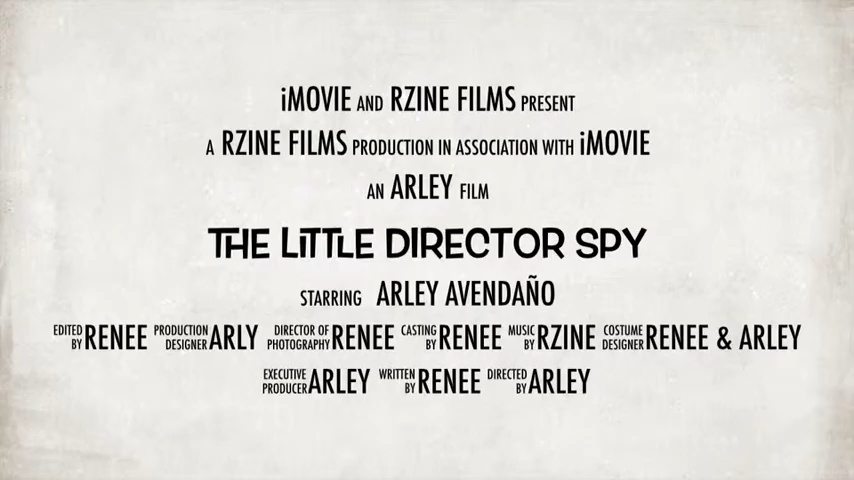 iMOVIE AND RZINE FILMS PRESENT
A RZINE FILMS PRODUCTION IN ASSOCIATION WITH iMOVIE
AN ARLEY FILM
THE LITTLE DIRECTOR SPY
STARRING ARLEY AVENDAÑO
EDITED BY RENEE PRODUCTION DESIGNER ARLY DIRECTOR OF PHOTOGRAPHY RENEE CASTING BY RENEE MUSIC BY RZINE COSTUME DESIGNER RENEE & ARLEY
EXECUTIVE PRODUCER ARLEY WRITTEN BY RENEE DIRECTED BY ARLEY